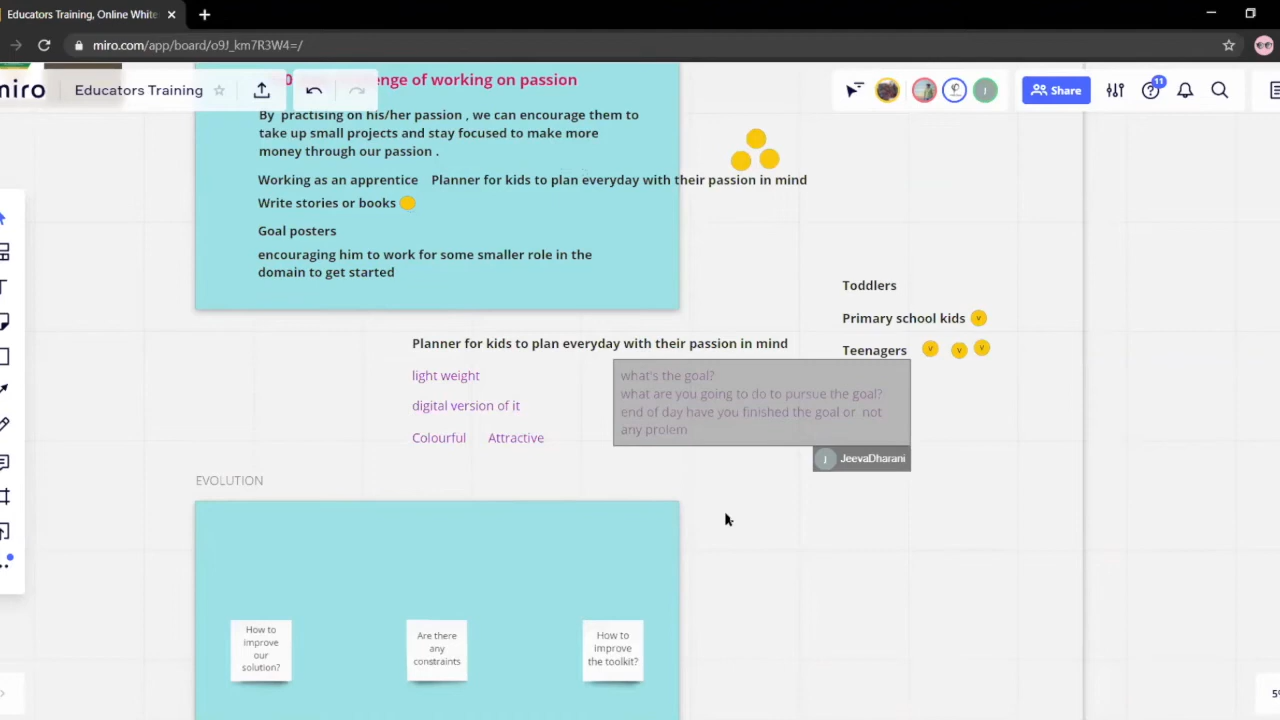 Educators Training, Online White
miro.com/app/board/o9J_km7R3W4=/
miro
Educators Training
Share
11
enge of working on passion
By practising on his/her passion , we can encourage them to
take up small projects and stay focused to make more
money through our passion .
Working as an apprentice
Planner for kids to plan everyday with their passion in mind
Write stories or books
Goal posters
encouraging him to work for some smaller role in the
domain to get started
Toddlers
Primary school kids
v
Teenagers
v v v
Planner for kids to plan everyday with their passion in mind
light weight
digital version of it
Colourful
Attractive
what's the goal?
what are you going to do to pursue the goal?
end of day have you finished the goal or not
any prolem
J JeevaDharani
EVOLUTION
How to
improve
our
solution?
Are there
any
constraints
How to
improve
the toolkit?